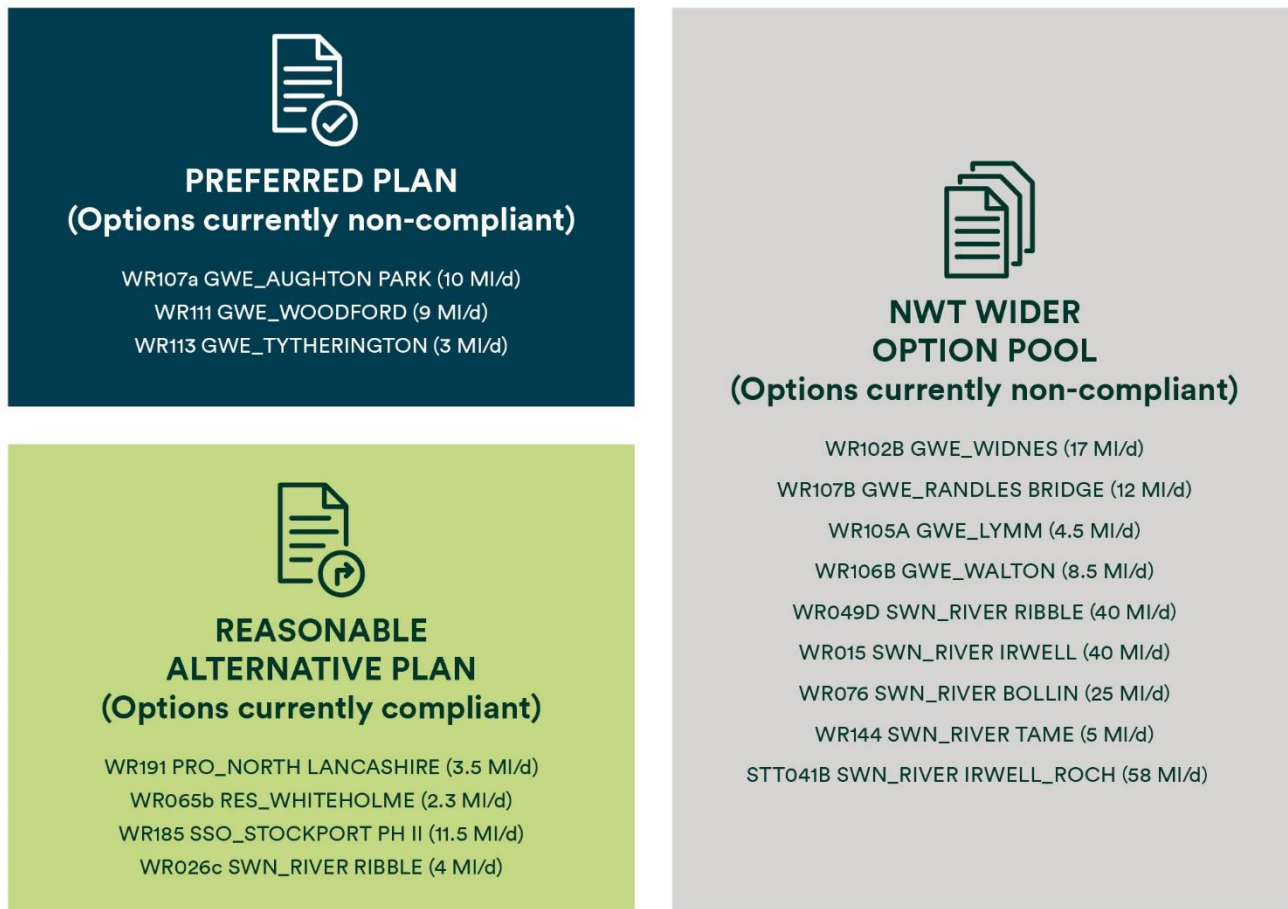 PREFERRED PLAN
(Options currently non-compliant)
WR107a GWE_AUGHTON PARK (10 Ml/d)
WR111 GWE_WOODFORD (9 Ml/d)
WR113 GWE_TYTHERINGTON (3 Ml/d)
REASONABLE
ALTERNATIVE PLAN
(Options currently compliant)
WR191 PRO_NORTH LANCASHIRE (3.5 Ml/d)
WR065b RES_WHITEHOLME (2.3 Ml/d)
WR185 SSO_STOCKPORT PH II (11.5 Ml/d)
WR026c SWN_RIVER RIBBLE (4 Ml/d)
NWT WIDER
OPTION POOL
(Options currently non-compliant)
WR102B GWE_WIDNES (17 Ml/d)
WR107B GWE_RANDLES BRIDGE (12 Ml/d)
WR105A GWE_LYMM (4.5 Ml/d)
WR106B GWE_WALTON (8.5 Ml/d)
WR049D SWN_RIVER RIBBLE (40 Ml/d)
WR015 SWN_RIVER IRWELL (40 Ml/d)
WR076 SWN_RIVER BOLLIN (25 Ml/d)
WR144 SWN_RIVER TAME (5 Ml/d)
STT041B SWN_RIVER IRWELL_ROCH (58 Ml/d)